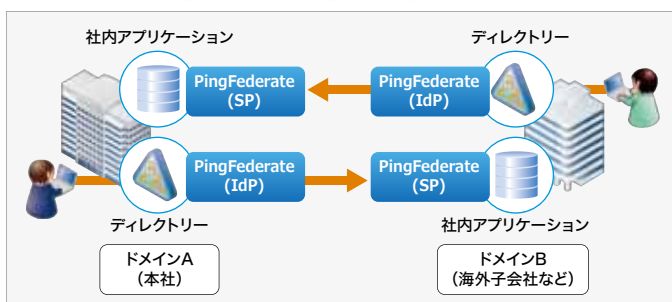 社内アプリケーション
ディレクトリー
PingFederate
(SP)
PingFederate
(IdP)
PingFederate
(IdP)
PingFederate
(SP)
ディレクトリー
社内アプリケーション
ドメインA
(本社)
ドメインB
(海外子会社など)